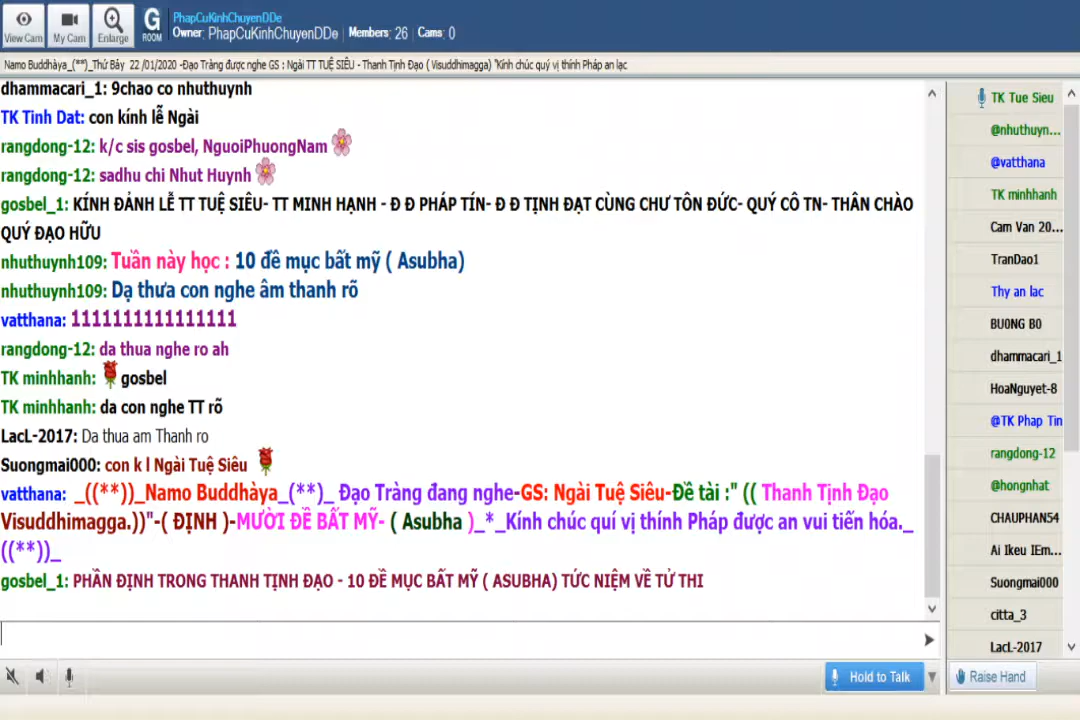 View Cam
My Cam
Enlarge
G
ROOM
PhapCuKinhChuyenDDe
Owner: PhapCuKinhChuyenDDe | Members: 26 | Cams: 0
Namo Buddhàya_(**)_Thứ Bảy 22 /01/2020 -Đạo Tràng được nghe GS : Ngài TT TUỆ SIÊU - Thanh Tịnh Đạo ( Visuddhimagga) "Kính chúc quý vị thính Pháp an lạc
dhammacari_1: 9chao co nhuthuynh
TK Tinh Dat: con kính lễ Ngài
rangdong-12: k/c sis gosbel, NguoiPhuongNam
rangdong-12: sadhu chi Nhut Huynh
gosbel_1: KÍNH ĐẢNH LỄ TT TUỆ SIÊU- TT MINH HẠNH - Đ Đ PHÁP TÍN- Đ Đ TỊNH ĐẠT CÙNG CHƯ TÔN ĐỨC- QUÝ CÔ TN- THÂN CHÀO
QUÝ ĐẠO HỮU
nhuthuynh109: Tuần này học : 10 đề mục bất mỹ ( Asubha)
nhuthuynh109: Dạ thưa con nghe âm thanh rõ
vatthana: 1111111111111111
rangdong-12: da thua nghe ro ah
TK minhhanh: gosbel
TK minhhanh: da con nghe TT rõ
LacL-2017: Da thua am Thanh ro
Suongmai000: con k l Ngài Tuệ Siêu
vatthana: _((**))_Namo Buddhàya_(**)_ Đạo Tràng đang nghe-GS: Ngài Tuệ Siêu-Đề tài :" (( Thanh Tịnh Đạo
Visuddhimagga.))"-( ĐỊNH )-MƯỜI ĐỀ BẤT MỸ- ( Asubha )_*_Kính chúc quí vị thính Pháp được an vui tiến hóa._
((**))_
gosbel_1: PHẦN ĐỊNH TRONG THANH TỊNH ĐẠO - 10 ĐỀ MỤC BẤT MỸ ( ASUBHA) TỨC NIỆM VỀ TỬ THI
TK Tue Sieu
@nhuthuyn...
@vatthana
TK minhhanh
Cam Van 20...
TranDao1
Thy an lac
BU0NG B0
dhammacari_1
HoaNguyet-8
@TK Phap Tin
rangdong-12
@hongnhat
CHAUPHAN54
Ai Ikeu IEm...
Suongmai000
citta_3
LacL-2017
Hold to Talk
Raise Hand